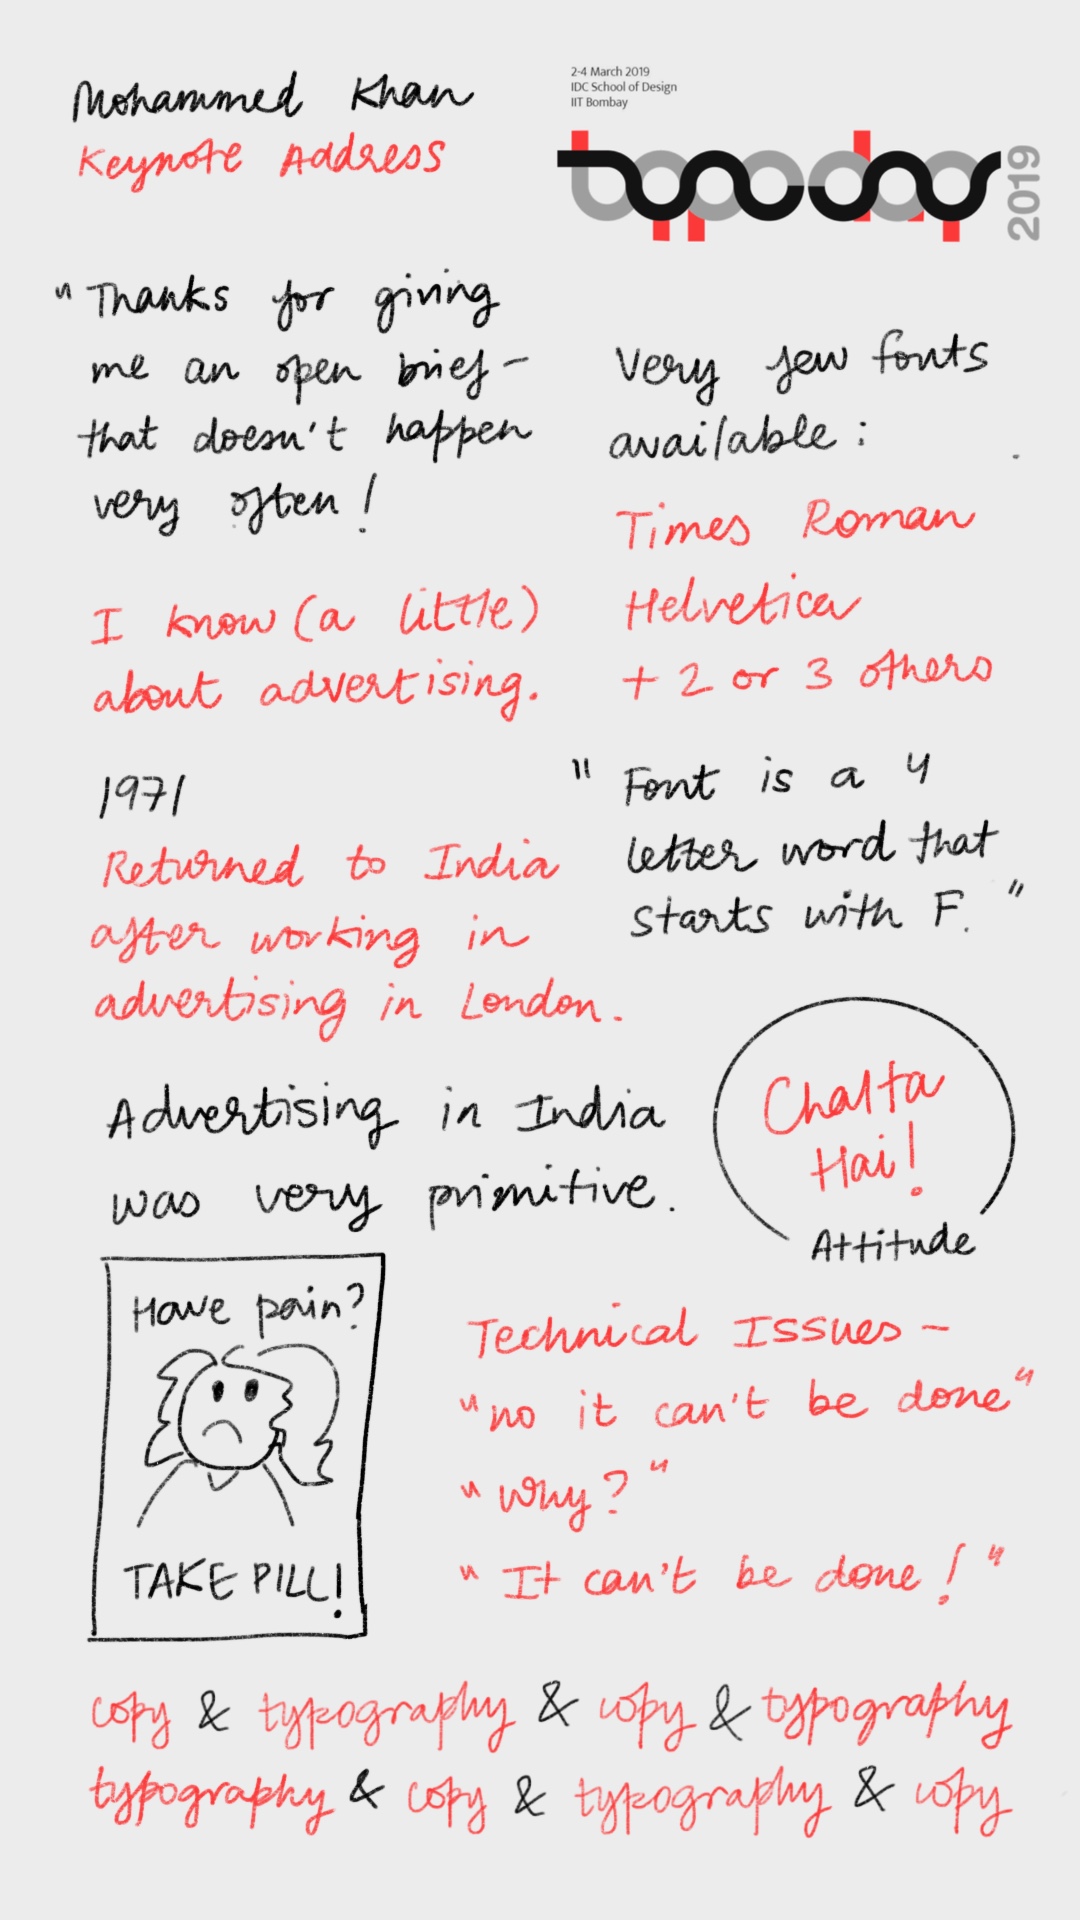 Mohammed Khan
Keynote Address
2-4 March 2019
IDC School of Design
IIT Bombay
typoday
2019
"Thanks for giving
me an open brief -
that doesn't happen
very often!
I know (a little)
about advertising.
1971
Returned to India
after working in
advertising in London.
Advertising in India
was very primitive.
Very few fonts
available:
Times Roman
Helvetica
+ 2 or 3 others
"Font is a 4
letter word that
starts with F."
Chalta
Hai!
Attitude
Have pain?
TAKE PILL!
Technical Issues -
"no it can't be done"
"Why?"
"It can't be done!"
copy & typography & copy & typography
typography & copy & typography & copy